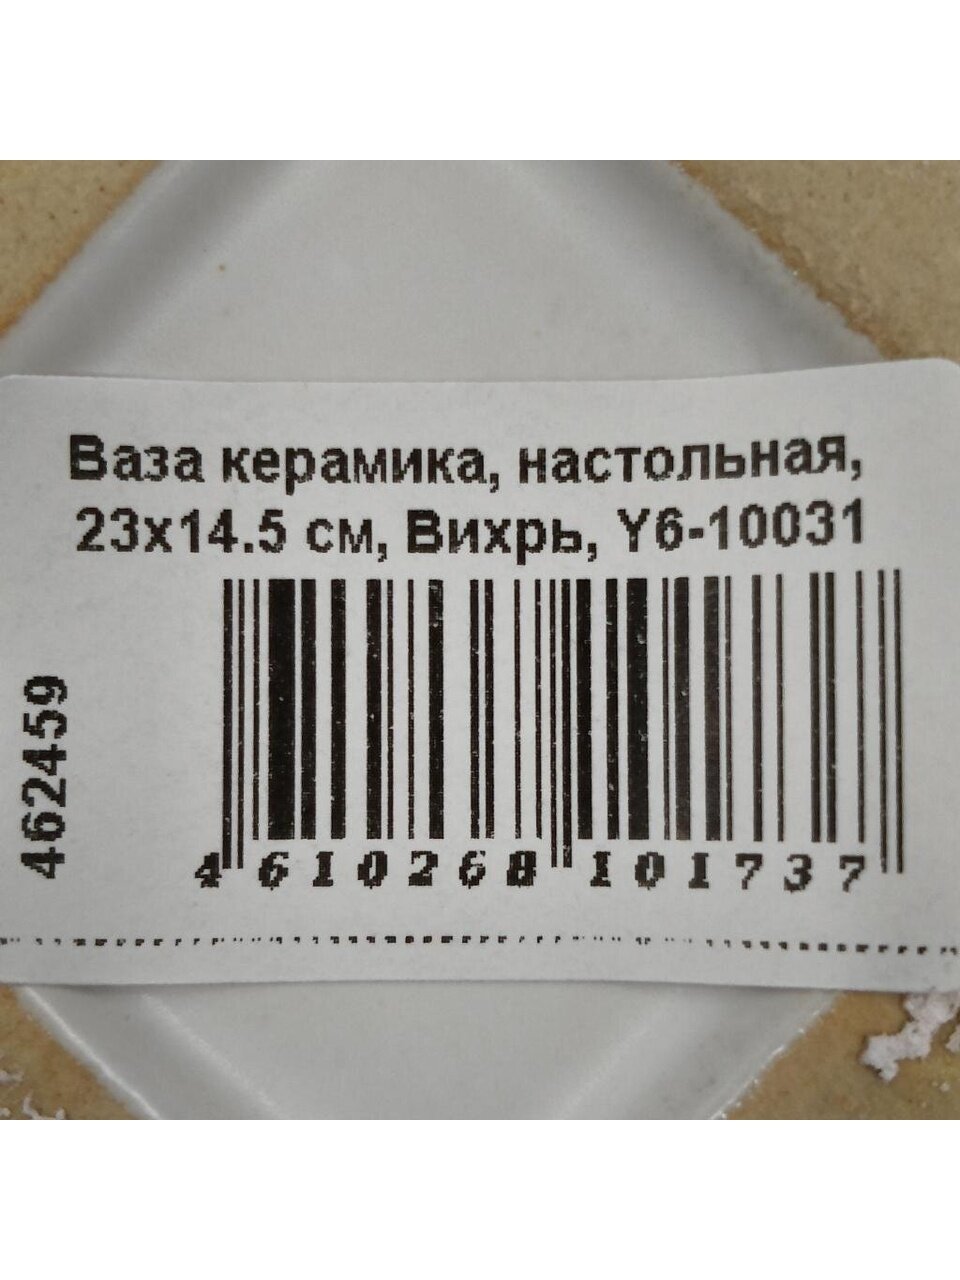 Ваза керамика, настольная,
23х14.5 см, Вихрь, Y6-10031
462459
4 610268 101737